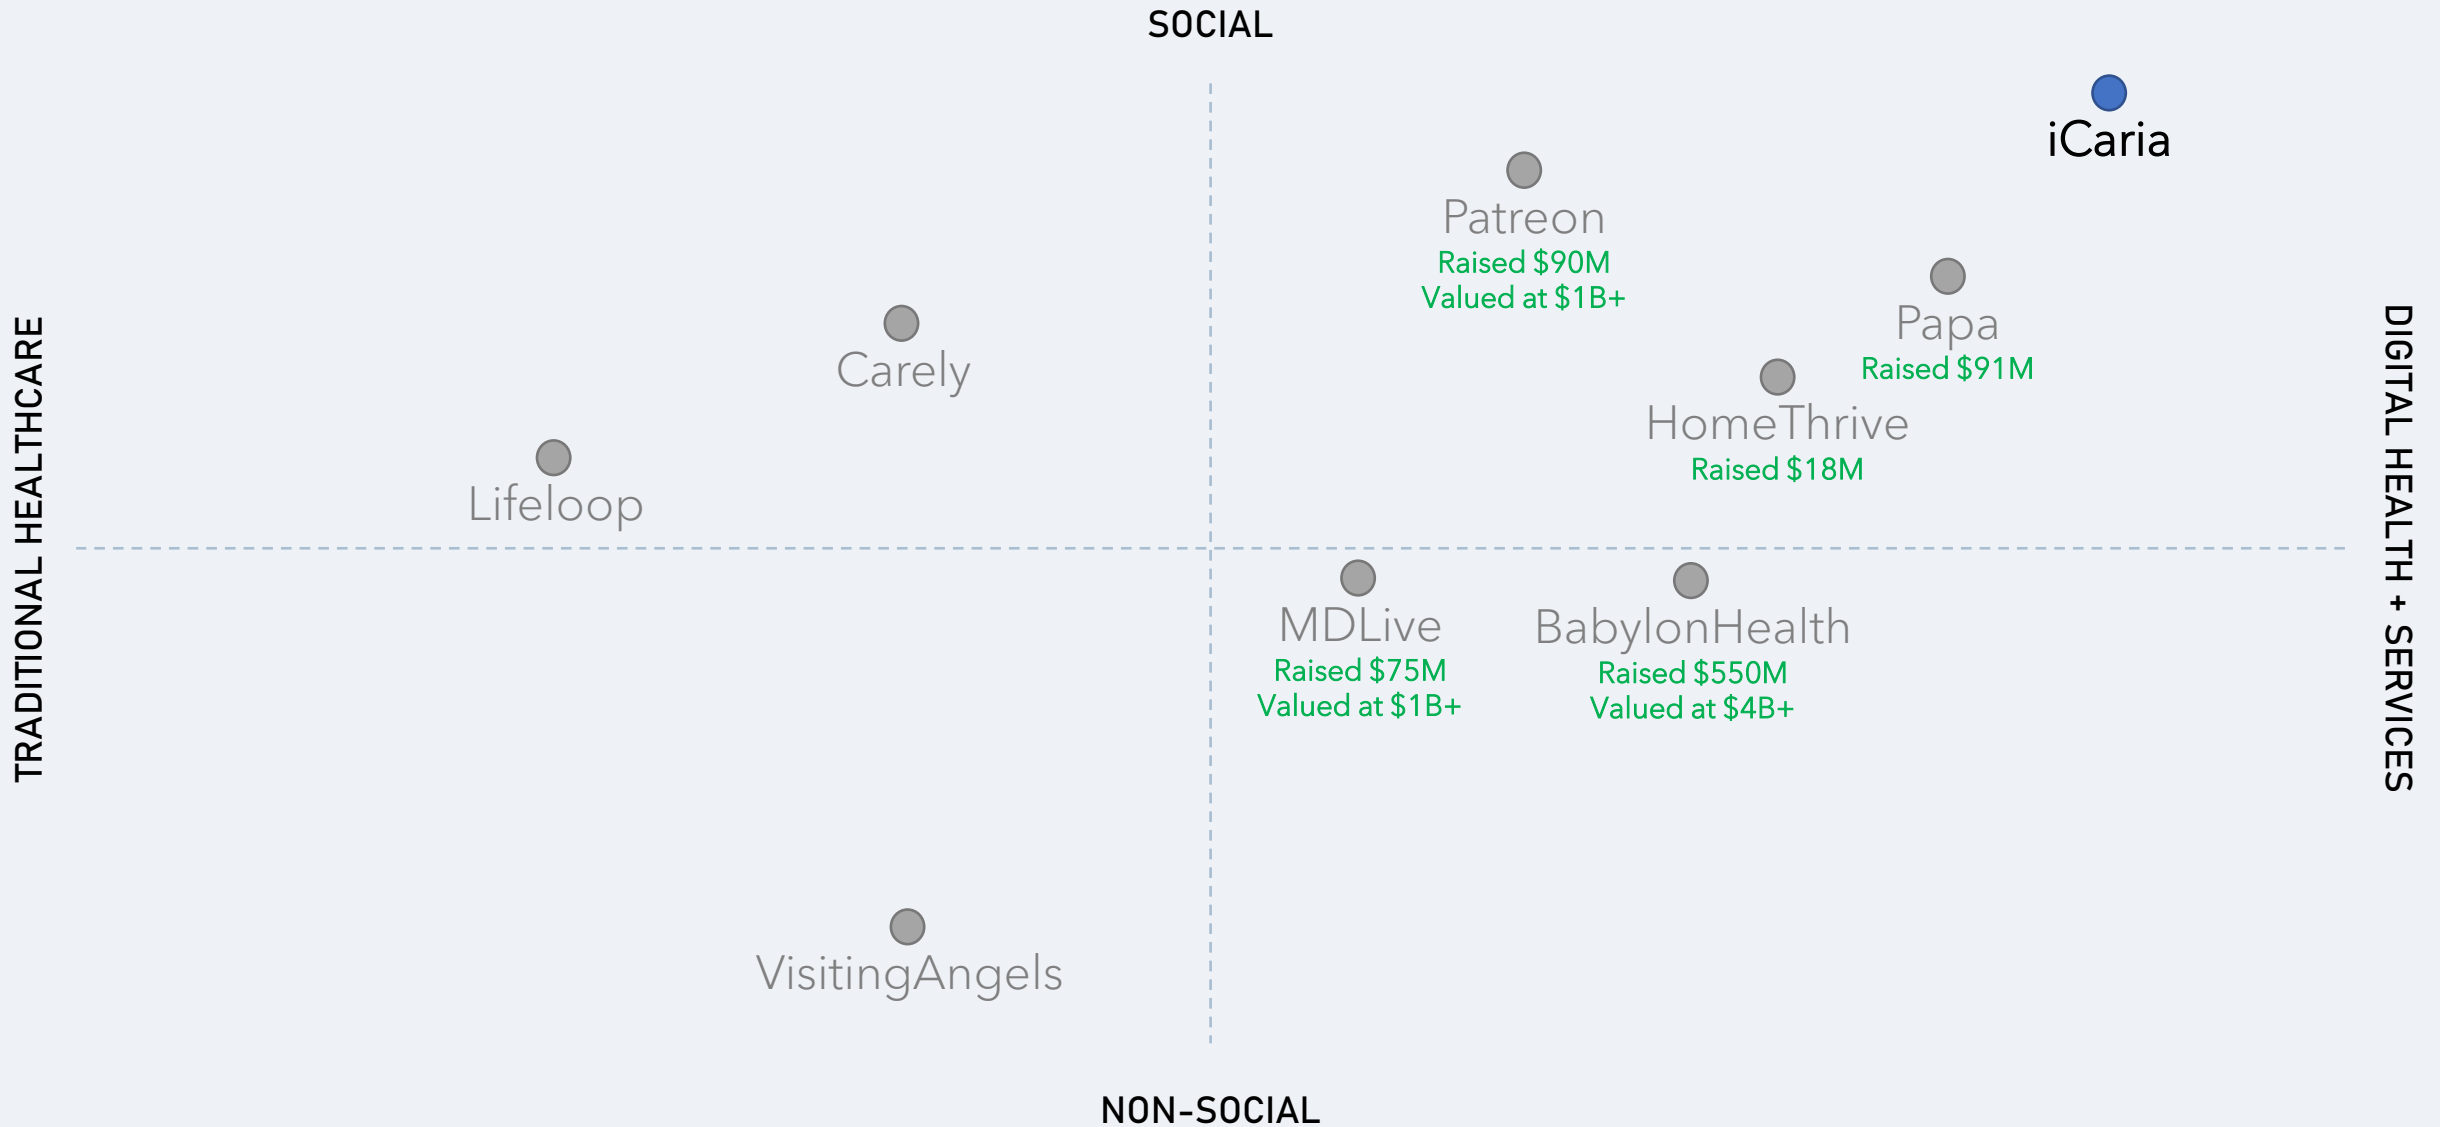 SOCIAL
iCaria
Patreon
Raised $90M
Valued at $1B+
Papa
Raised $91M
Carely
HomeThrive
Raised $18M
Lifeloop
TRADITIONAL HEALTHCARE
DIGITAL HEALTH + SERVICES
MDLive
Raised $75M
Valued at $1B+
BabylonHealth
Raised $550M
Valued at $4B+
VisitingAngels
NON-SOCIAL